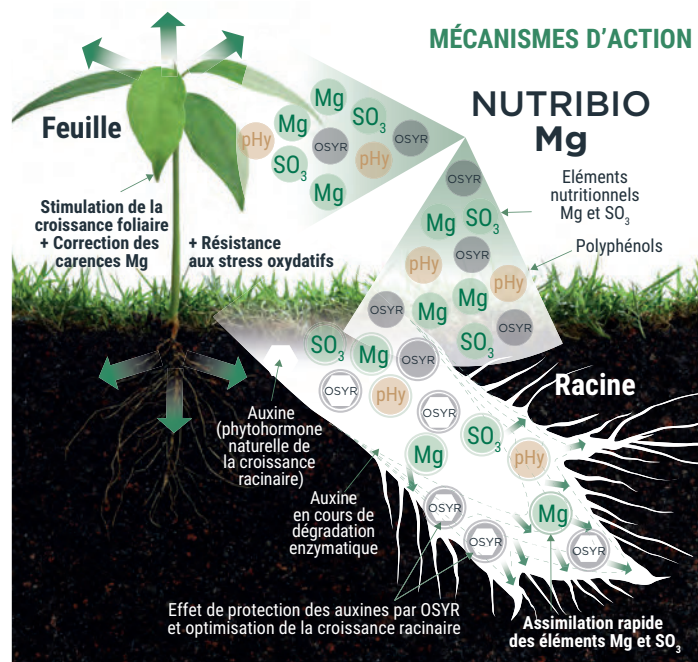 MÉCANISMES D'ACTION
NUTRIBIO
Mg
Feuille
Mg
SO3
Mg
OSYR
pHy
OSYR
pHy
SO3
Mg
OSYR
Mg
SO3
OSYR
pHy
pHy
Mg
OSYR
Mg
OSYR
SO3
Eléments
nutritionnels
Mg et SO3
Polyphénols
Stimulation de la
croissance foliaire
+ Correction des
carences Mg
+ Résistance
aux stress oxydatifs
Racine
SO3
Mg
OSYR
OSYR
pHy
OSYR
SO3
Mg
pHy
OSYR
Mg
OSYR
OSYR
Auxine
(phytohormone
naturelle de
la croissance
racinaire)
Auxine
en cours de
dégradation
enzymatique
Effet de protection des auxines par OSYR
et optimisation de la croissance racinaire
Assimilation rapide
des éléments Mg et SO3